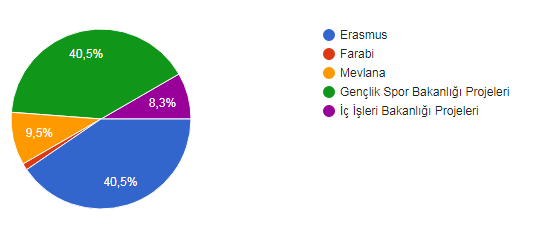 40,5%
8,3%
9,5%
40,5%
Erasmus
Farabi
Mevlana
Gençlik Spor Bakanlığı Projeleri
İç İşleri Bakanlığı Projeleri